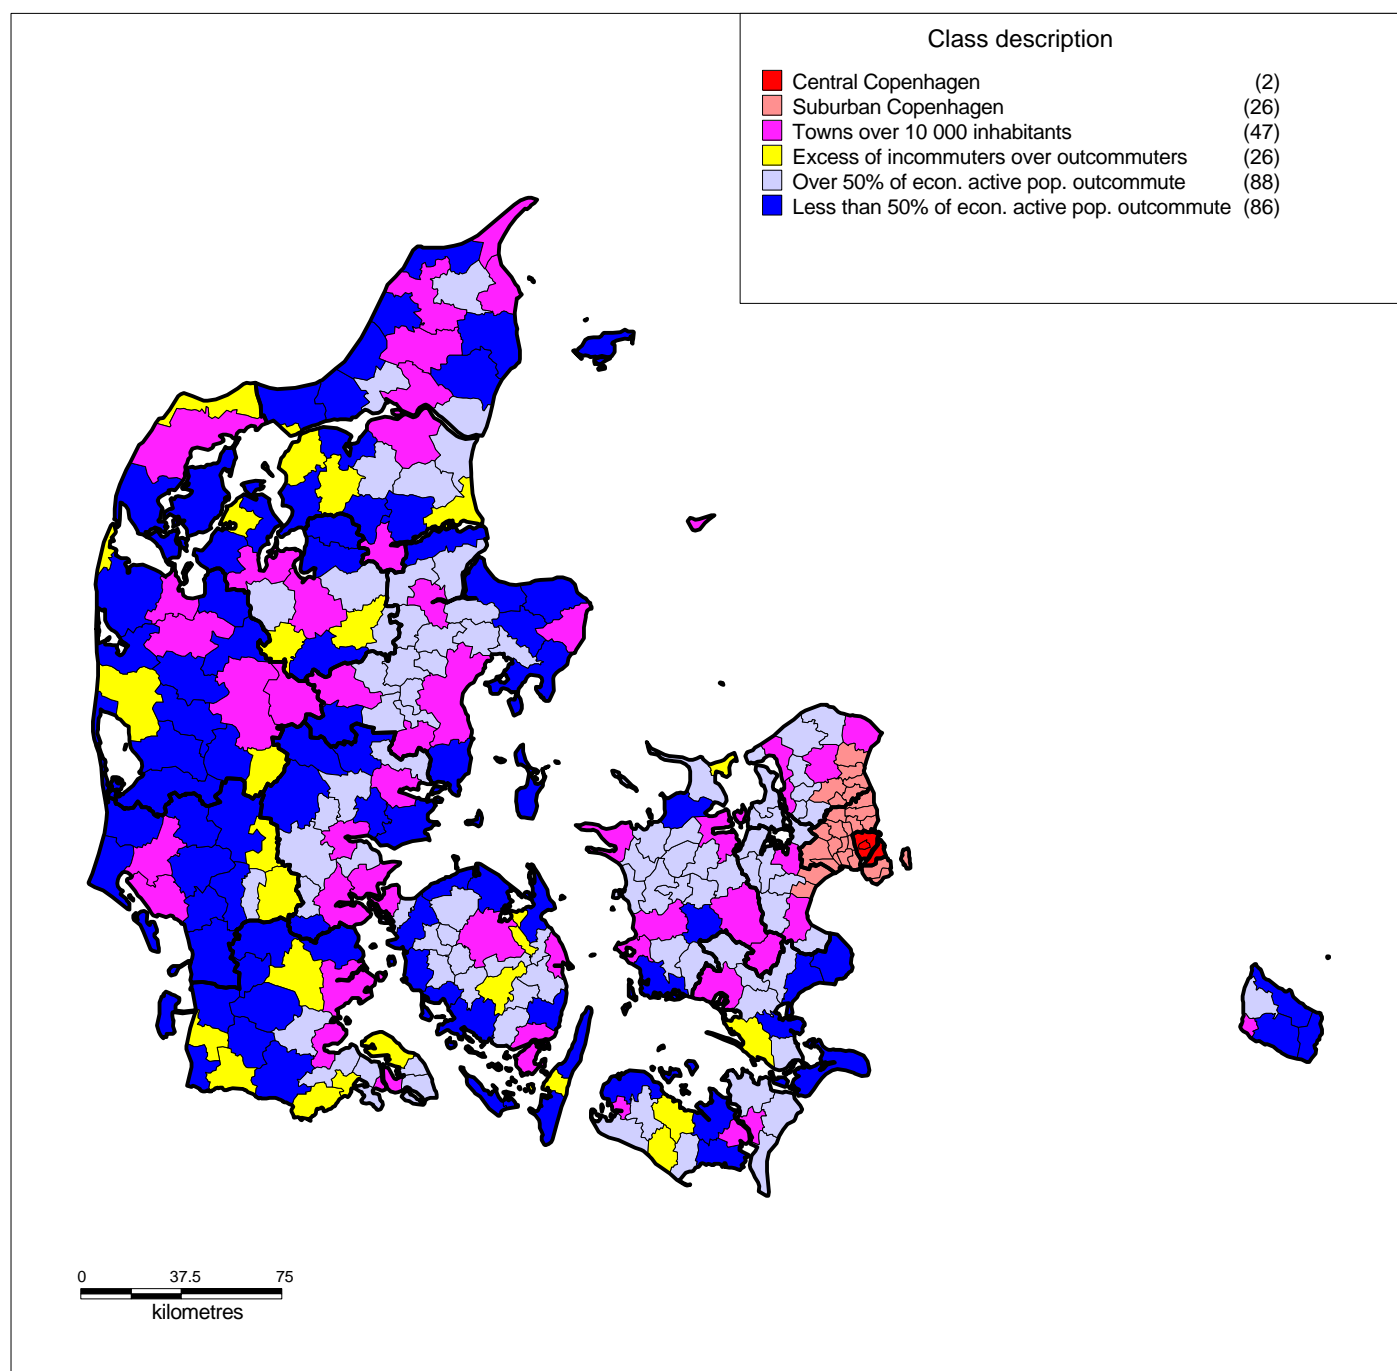 Class description
Central Copenhagen (2)
Suburban Copenhagen (26)
Towns over 10 000 inhabitants (47)
Excess of incommuters over outcommuters (26)
Over 50% of econ. active pop. outcommute (88)
Less than 50% of econ. active pop. outcommute (86)
0 37.5 75
kilometres